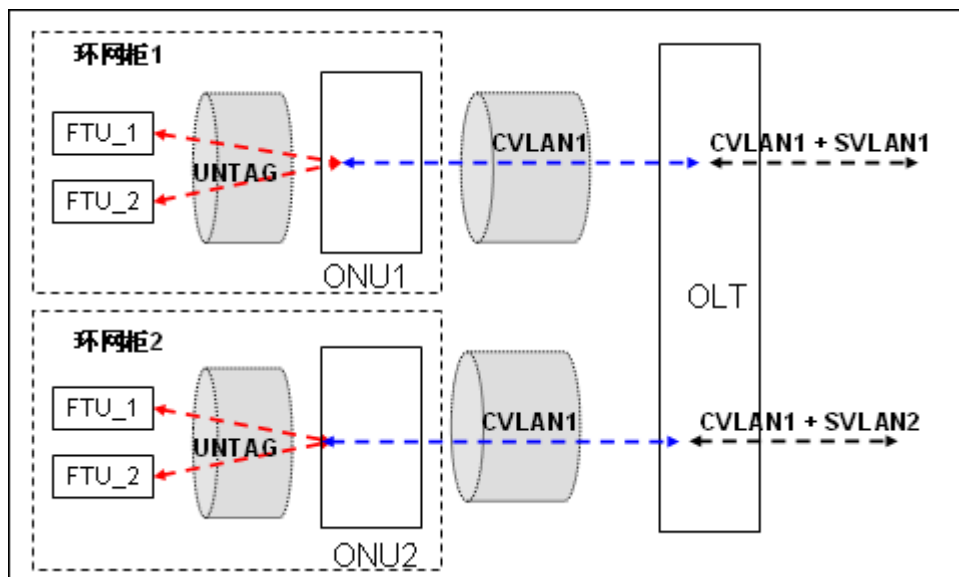 环网柜1
FTU_1
FTU_2
UNTAG
ONU1
CVLAN1
CVLAN1 + SVLAN1
OLT
环网柜2
FTU_1
FTU_2
UNTAG
ONU2
CVLAN1
CVLAN1 + SVLAN2